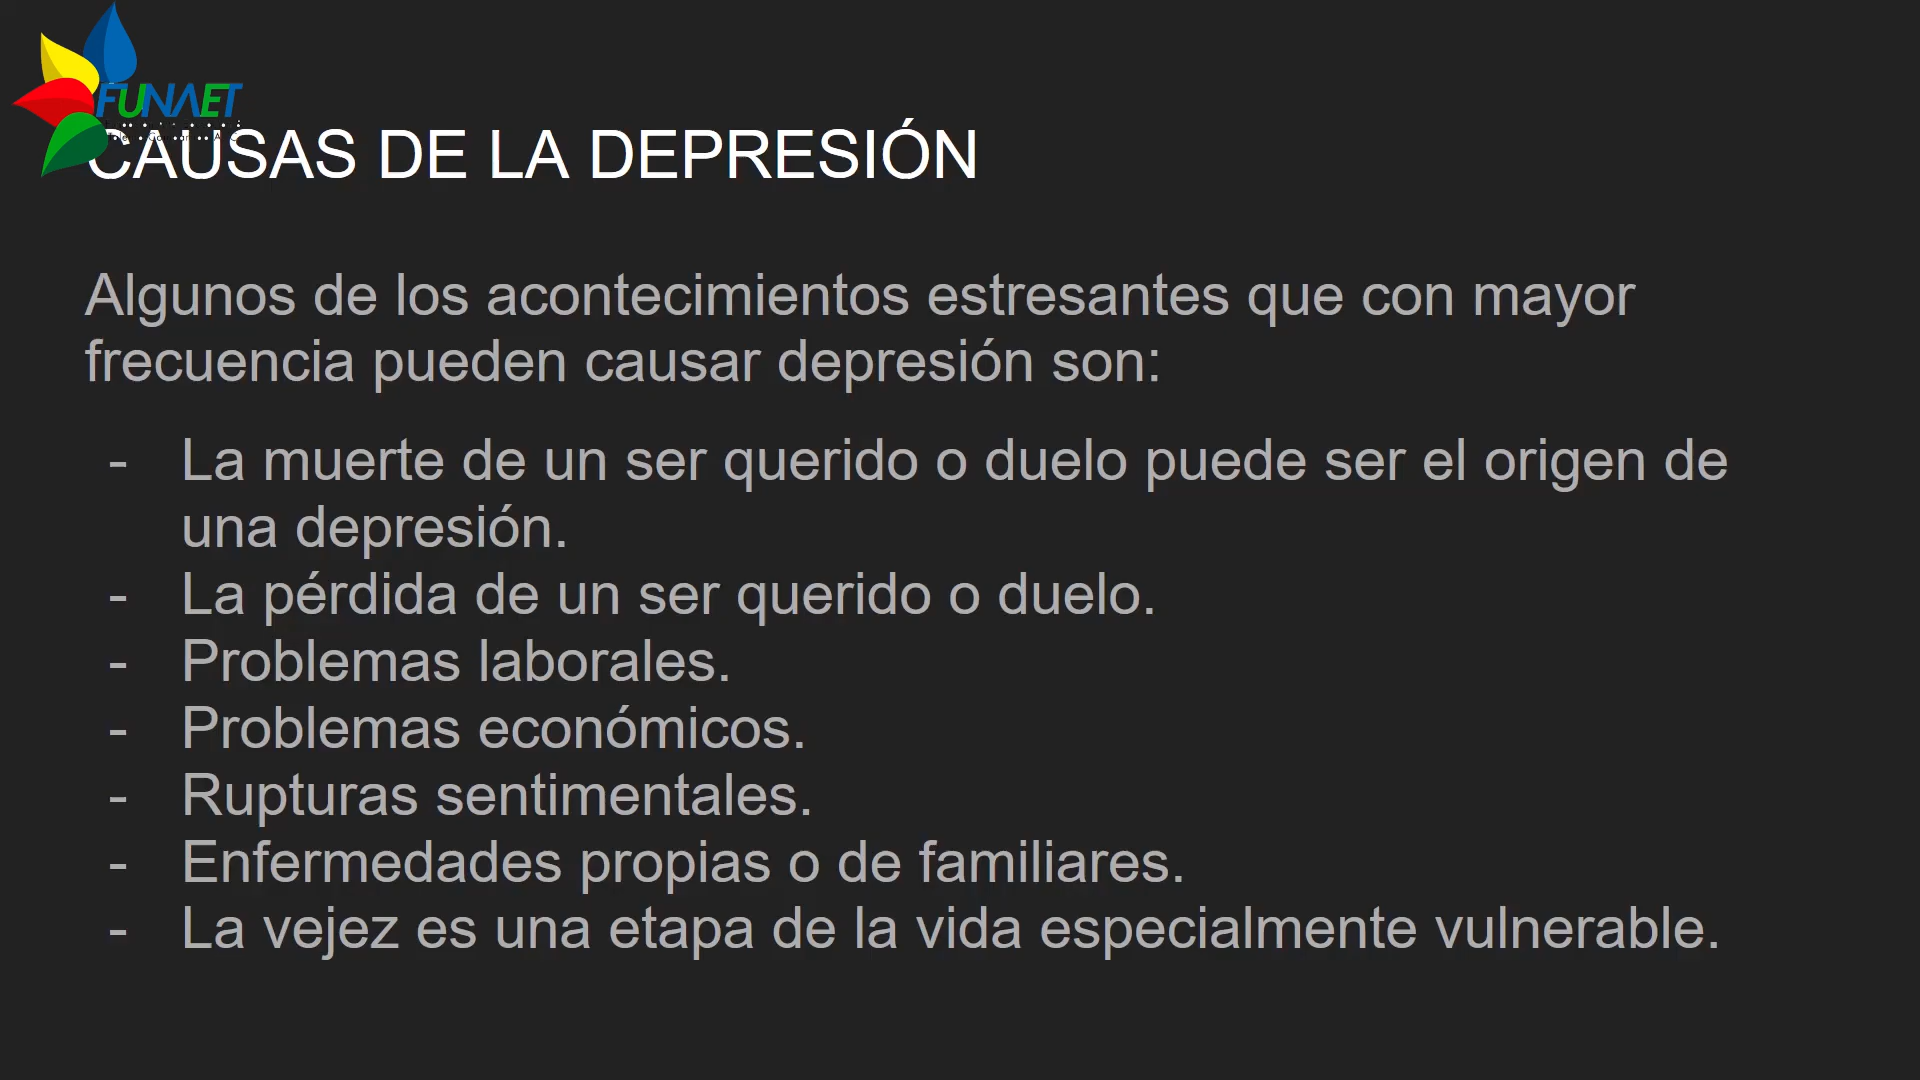 FUNAET
CAUSAS DE LA DEPRESIÓN
Algunos de los acontecimientos estresantes que con mayor
frecuencia pueden causar depresión son:
- La muerte de un ser querido o duelo puede ser el origen de
una depresión.
- La pérdida de un ser querido o duelo.
- Problemas laborales.
- Problemas económicos.
- Rupturas sentimentales.
- Enfermedades propias o de familiares.
- La vejez es una etapa de la vida especialmente vulnerable.